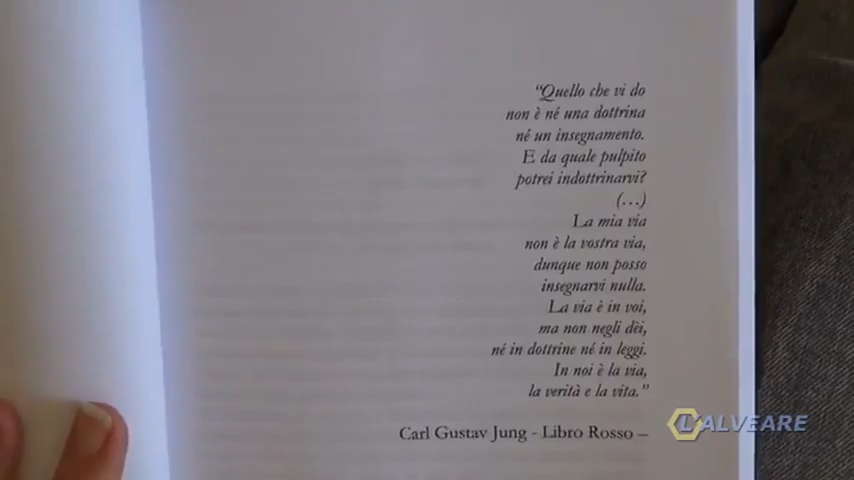 “Quello che vi do
non è né una dottrina
né un insegnamento.
E da quale pulpito
potrei indottrinarvi?
(…)
La mia via
non è la vostra via,
dunque non posso
insegnarvi nulla.
La via è in voi,
ma non negli dèi,
né in dottrine né in leggi.
In noi è la via,
la verità e la vita.”
Carl Gustav Jung - Libro Rosso –
L'ALVEARE